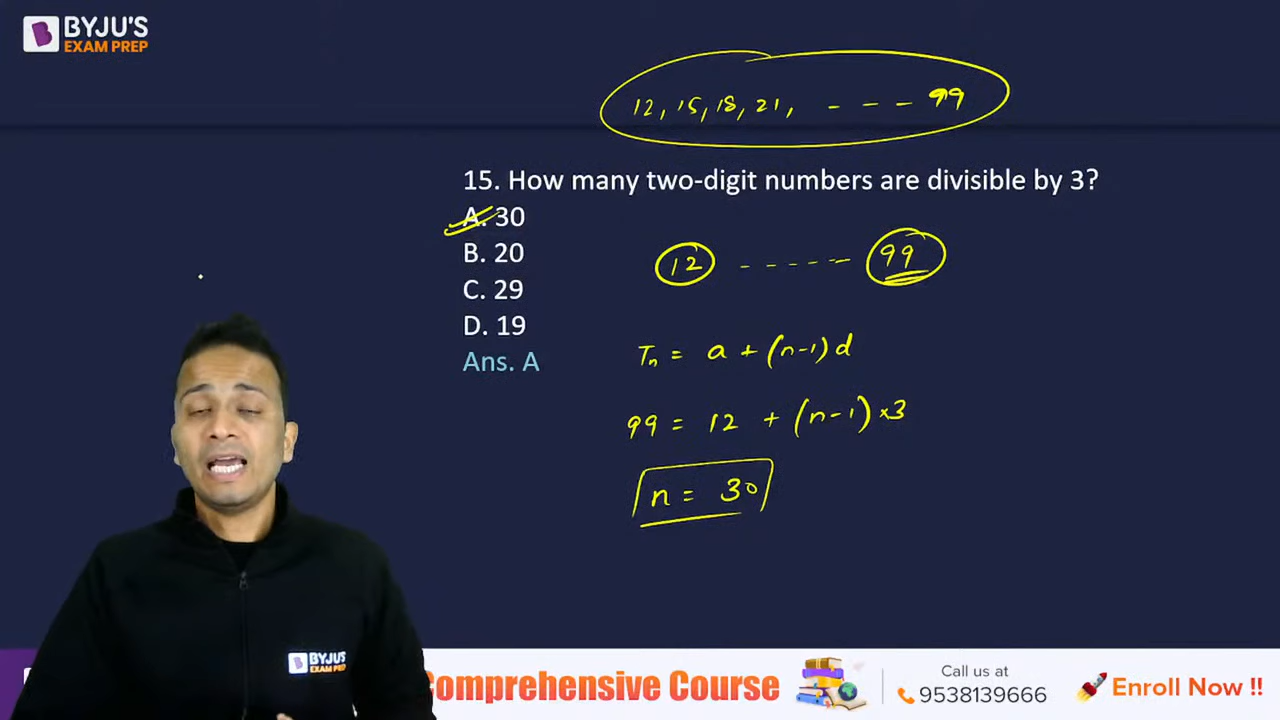 BYJU'S
EXAM PREP
12, 15, 18, 21, - - - 99
15. How many two-digit numbers are divisible by 3?
A. 30
B. 20
C. 29
D. 19
Ans. A
12 - - - - - - 99
Tn = a + (n-1) d
99 = 12 + (n-1) ×3
n = 30
BYJU'S
EXAM PREP
Comprehensive Course
Call us at
9538139666
Enroll Now !!